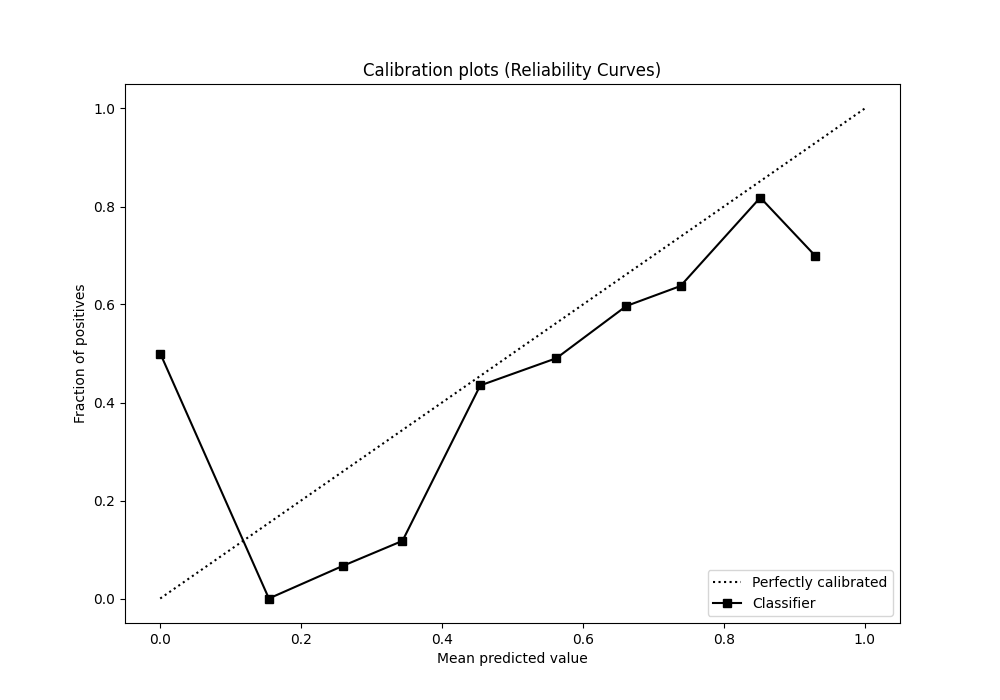 Calibration plots (Reliability Curves)
1.0
0.8
0.6
0.4
0.2
0.0
Fraction of positives
0.0 0.2 0.4 0.6 0.8 1.0
Mean predicted value
Perfectly calibrated
Classifier